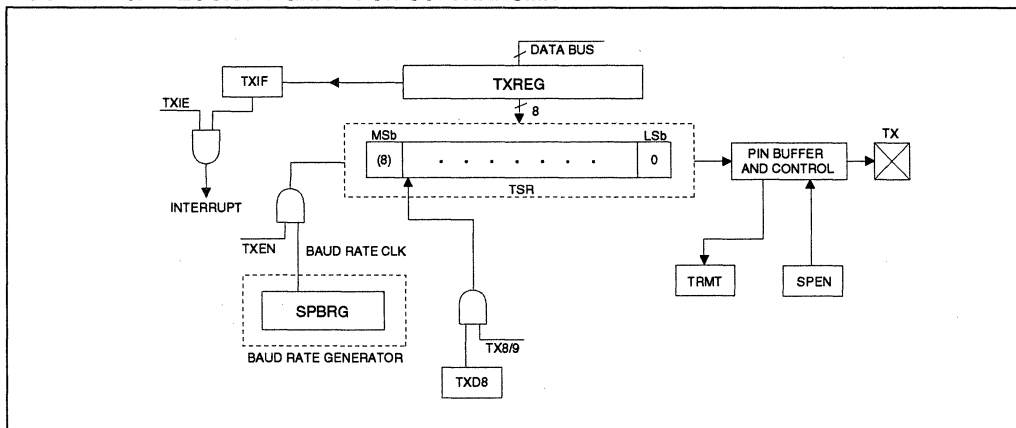 DATA BUS
TXIF
TXREG
TXIE
8
MSb
LSb
TX
(8)
. . . . . . .
0
PIN BUFFER
AND CONTROL
TSR
INTERRUPT
TXEN
BAUD RATE CLK
TRMT
SPEN
SPBRG
TX8/9
BAUD RATE GENERATOR
TXD8